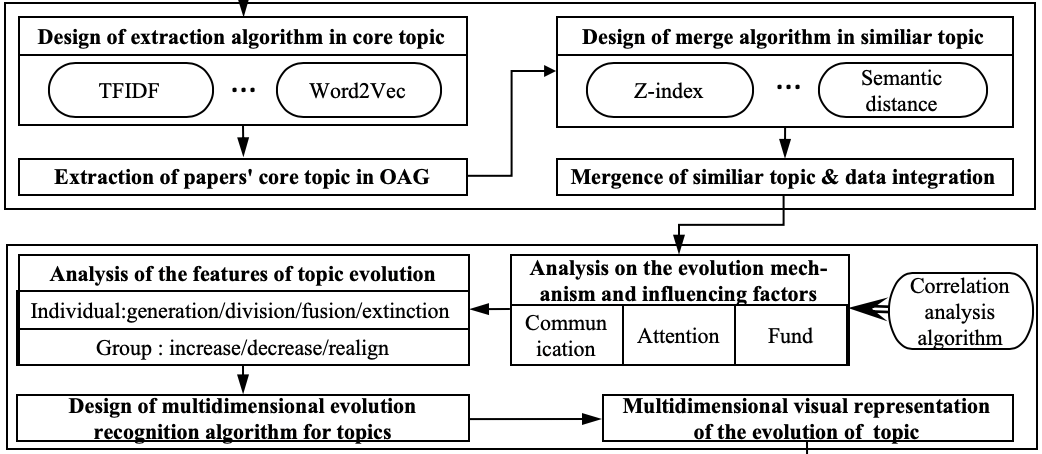 Design of extraction algorithm in core topic
TFIDF ... Word2Vec
Extraction of papers' core topic in OAG
Design of merge algorithm in similiar topic
Z-index ... Semantic
distance
Mergence of similiar topic & data integration
Analysis on the evolution mech-
anism and influencing factors
Commun
ication
Attention
Fund
Correlation
analysis
algorithm
Analysis of the features of topic evolution
Individual:generation/division/fusion/extinction
Group : increase/decrease/realign
Design of multidimensional evolution
recognition algorithm for topics
Multidimensional visual representation
of the evolution of topic